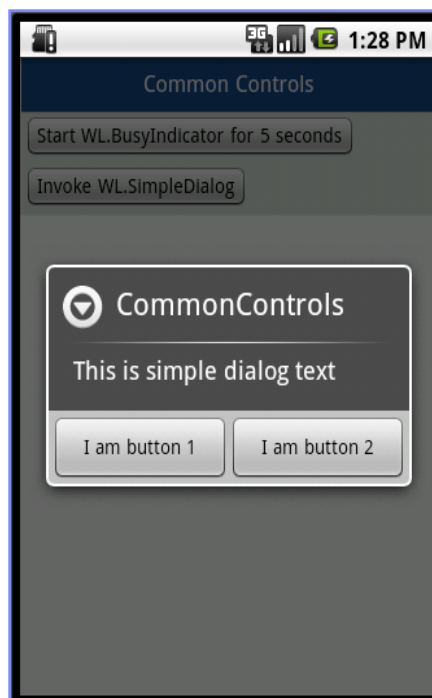 3G 1:28 PM
Common Controls
Start WL.BusyIndicator for 5 seconds
Invoke WL.SimpleDialog
CommonControls
This is simple dialog text
I am button 1 I am button 2